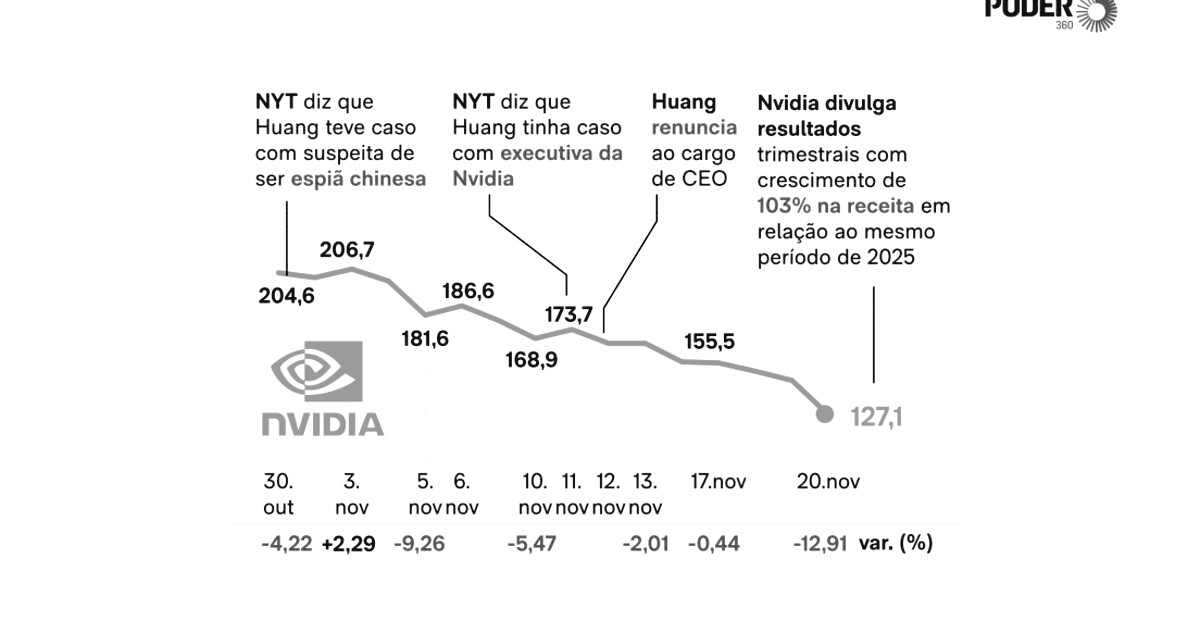 PODER
360
NYT diz que
Huang teve caso
com suspeita de
ser espiã chinesa
NYT diz que
Huang tinha caso
com executiva da
Nvidia
Huang
renuncia
ao cargo
de CEO
Nvidia divulga
resultados
trimestrais com
crescimento de
103% na receita em
relação ao mesmo
período de 2025
204,6
206,7
181,6
186,6
168,9
173,7
155,5
127,1
NVIDIA
30. 3. 5. 6. 10. 11. 12. 13. 17.nov 20.nov
out nov nov nov nov nov nov nov
-4,22 +2,29 -9,26 -5,47 -2,01 -0,44 -12,91 var. (%)